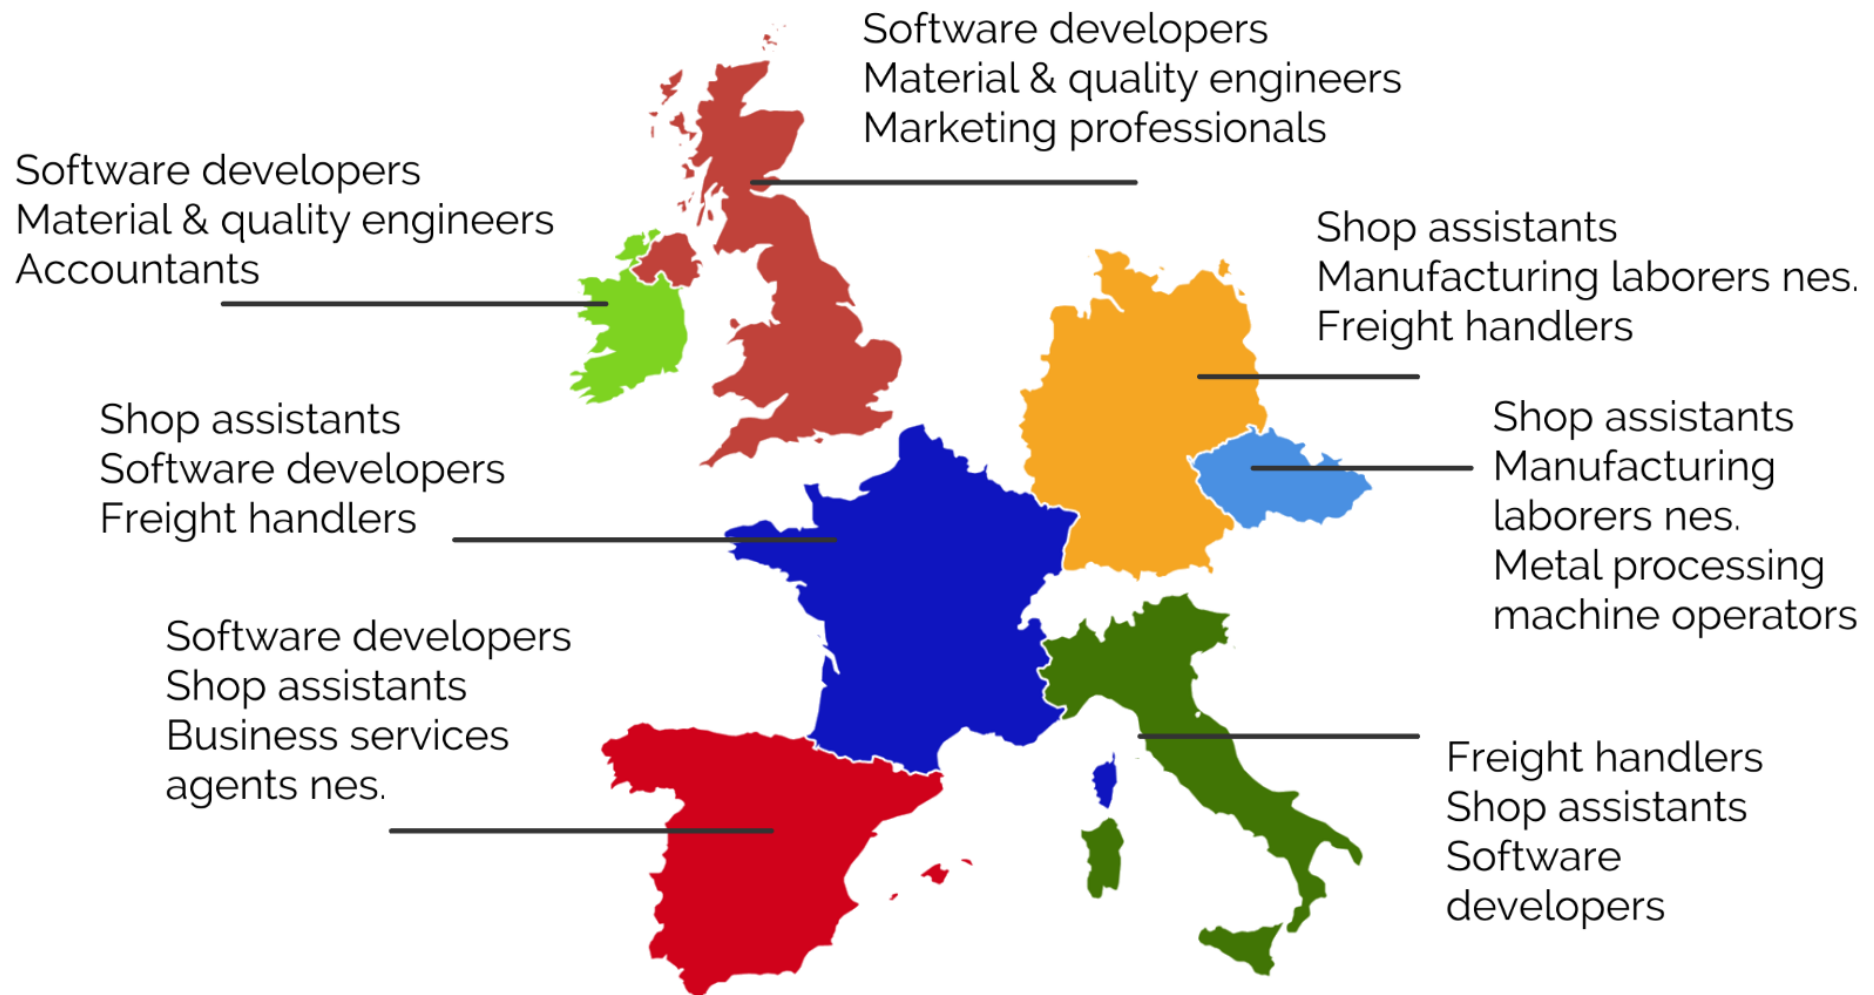 Software developers
Material & quality engineers
Marketing professionals
Software developers
Material & quality engineers
Accountants
Shop assistants
Manufacturing laborers nes.
Freight handlers
Shop assistants
Software developers
Freight handlers
Shop assistants
Manufacturing
laborers nes.
Metal processing
machine operators
Software developers
Shop assistants
Business services
agents nes.
Freight handlers
Shop assistants
Software
developers